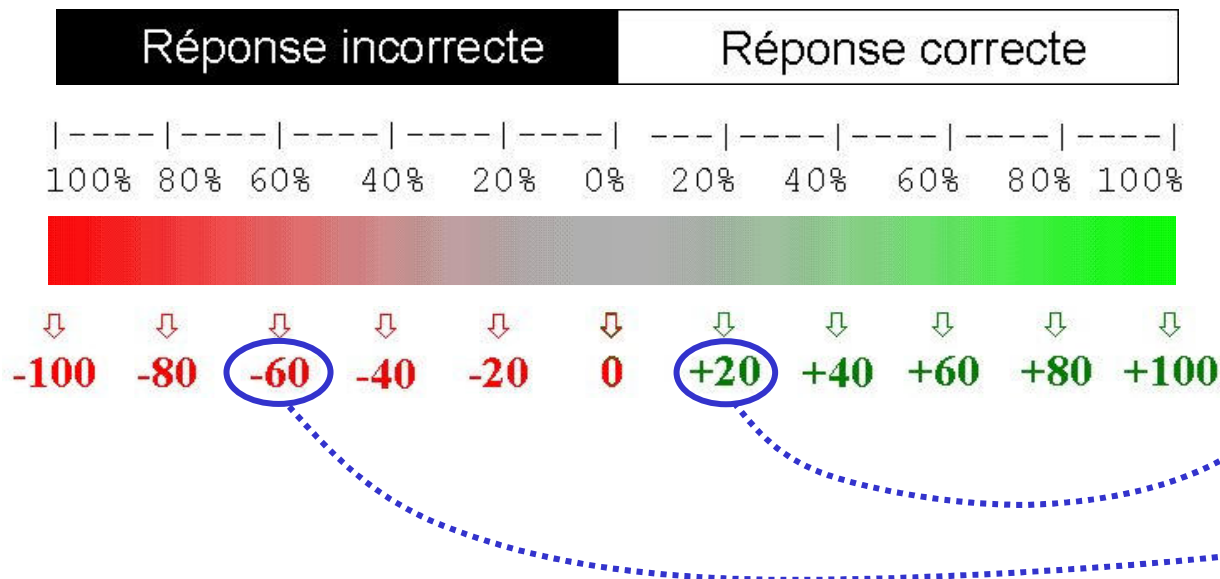 Réponse incorrecte Réponse correcte
|----|----|----|----|----| ---|----|----|----|----|
100% 80% 60% 40% 20% 0% 20% 40% 60% 80% 100%
⇩ ⇩ ⇩ ⇩ ⇩ ⇩ ⇩ ⇩ ⇩ ⇩ ⇩
-100 -80 -60 -40 -20 0 +20 +40 +60 +80 +100